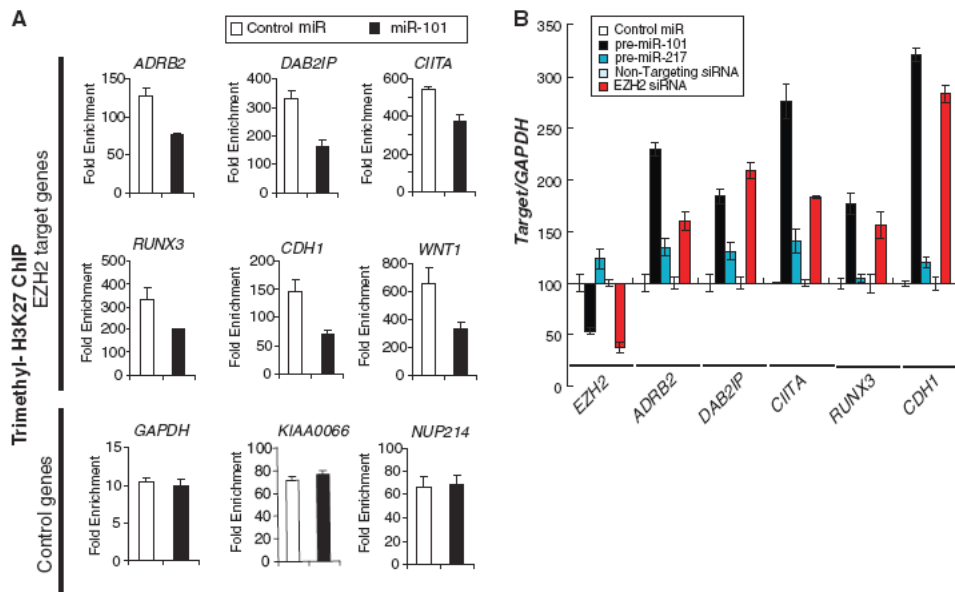 A
Control miR miR-101
Trimethyl- H3K27 ChIP
EZH2 target genes
ADRB2
Fold Enrichment
150
100
50
0
DAB2IP
Fold Enrichment
400
300
200
100
0
CIITA
Fold Enrichment
600
400
200
0
RUNX3
Fold Enrichment
500
400
300
200
100
0
CDH1
Fold Enrichment
200
150
100
50
0
WNT1
Fold Enrichment
800
600
400
200
0
Control genes
GAPDH
Fold Enrichment
15
10
5
0
KIAA0066
Fold Enrichment
100
80
60
40
20
0
NUP214
Fold Enrichment
100
80
60
40
20
0
B
Control miR
pre-miR-101
pre-miR-217
Non-Targeting siRNA
EZH2 siRNA
Target/GAPDH
350
300
250
200
150
100
50
0
EZH2 ADRB2 DAB2IP CIITA RUNX3 CDH1